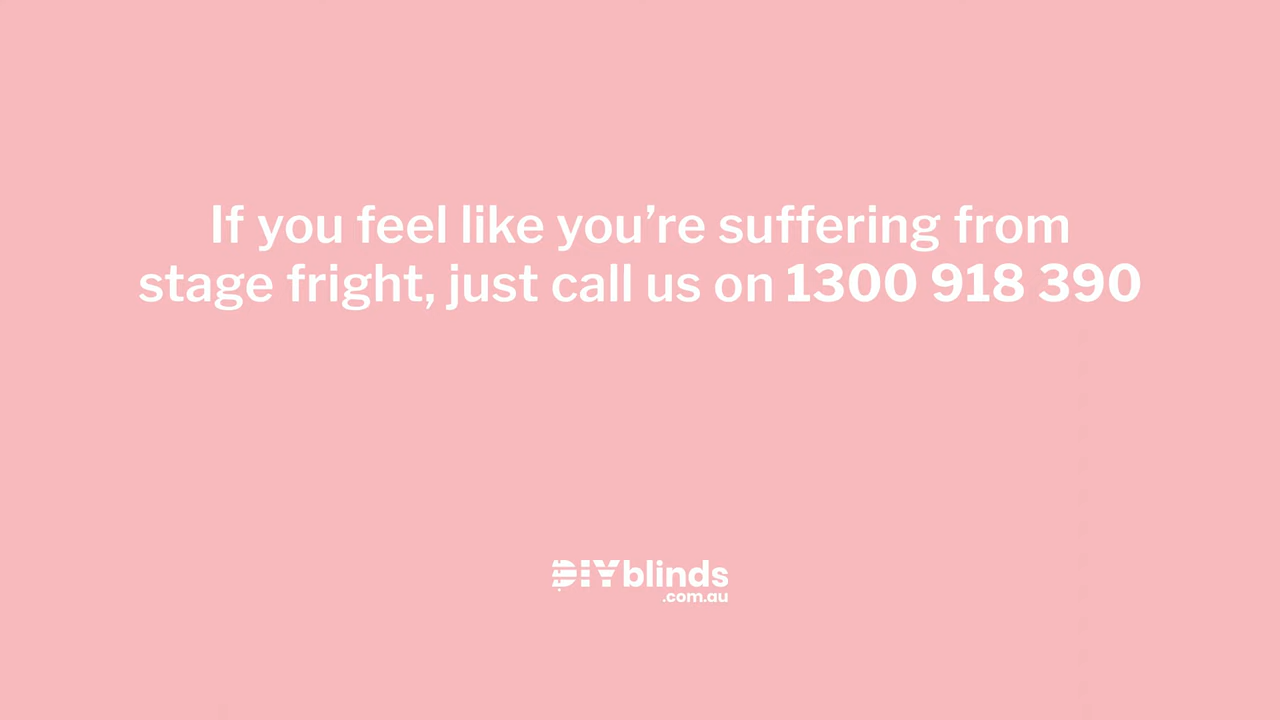 If you feel like you’re suffering from
stage fright, just call us on 1300 918 390
DIYblinds
.com.au